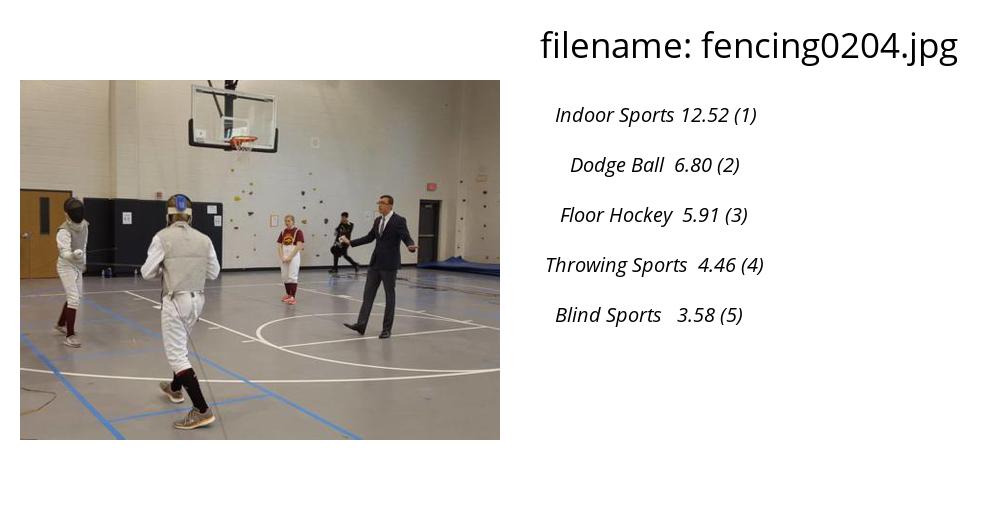 filename: fencing0204.jpg
Indoor Sports 12.52 (1)
Dodge Ball 6.80 (2)
Floor Hockey 5.91 (3)
Throwing Sports 4.46 (4)
Blind Sports 3.58 (5)